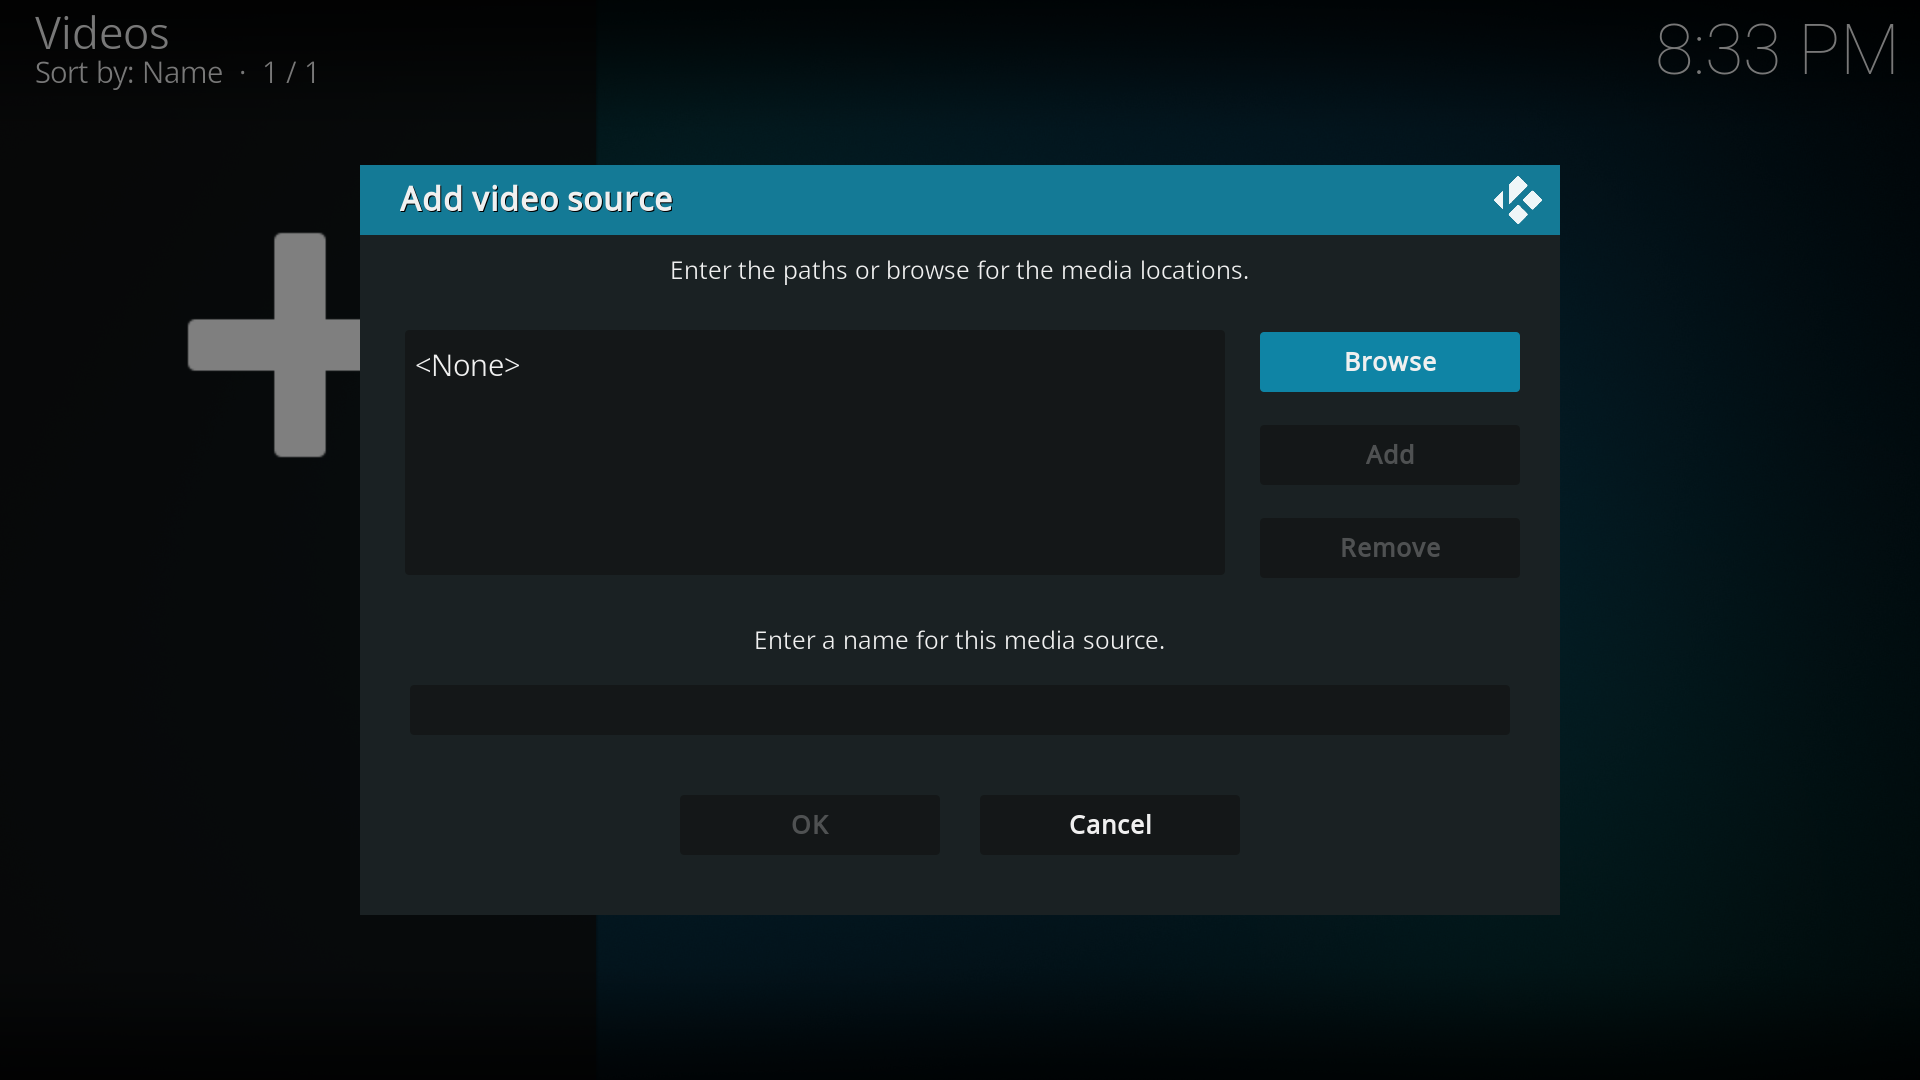 Videos
Sort by: Name · 1 / 1
8:33 PM
Add video source
Enter the paths or browse for the media locations.
<None>
Browse
Add
Remove
Enter a name for this media source.
OK
Cancel